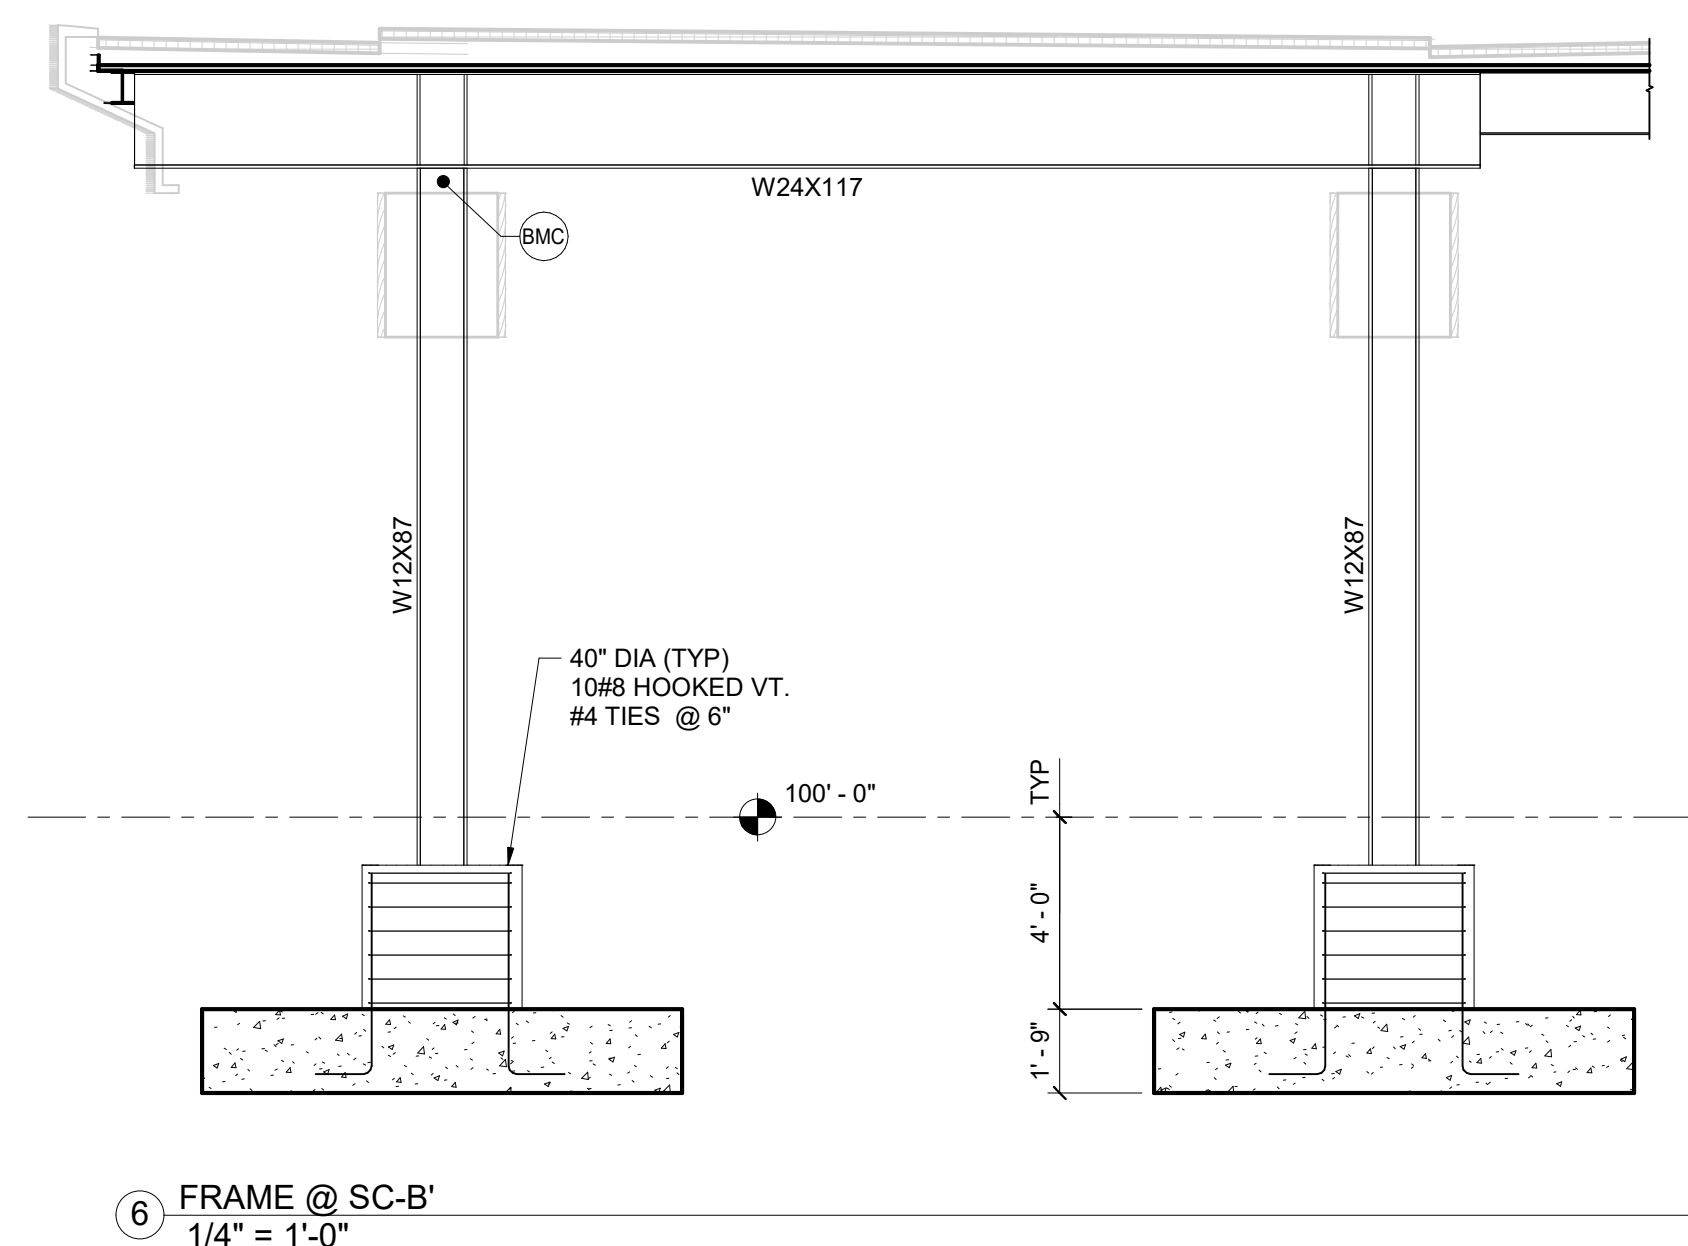 W24X117
BMC
W12X87
W12X87
40" DIA (TYP)
10#8 HOOKED VT.
#4 TIES @ 6"
100' - 0"
TYP
4' - 0"
1' - 9"
6 FRAME @ SC-B'
1/4" = 1'-0"